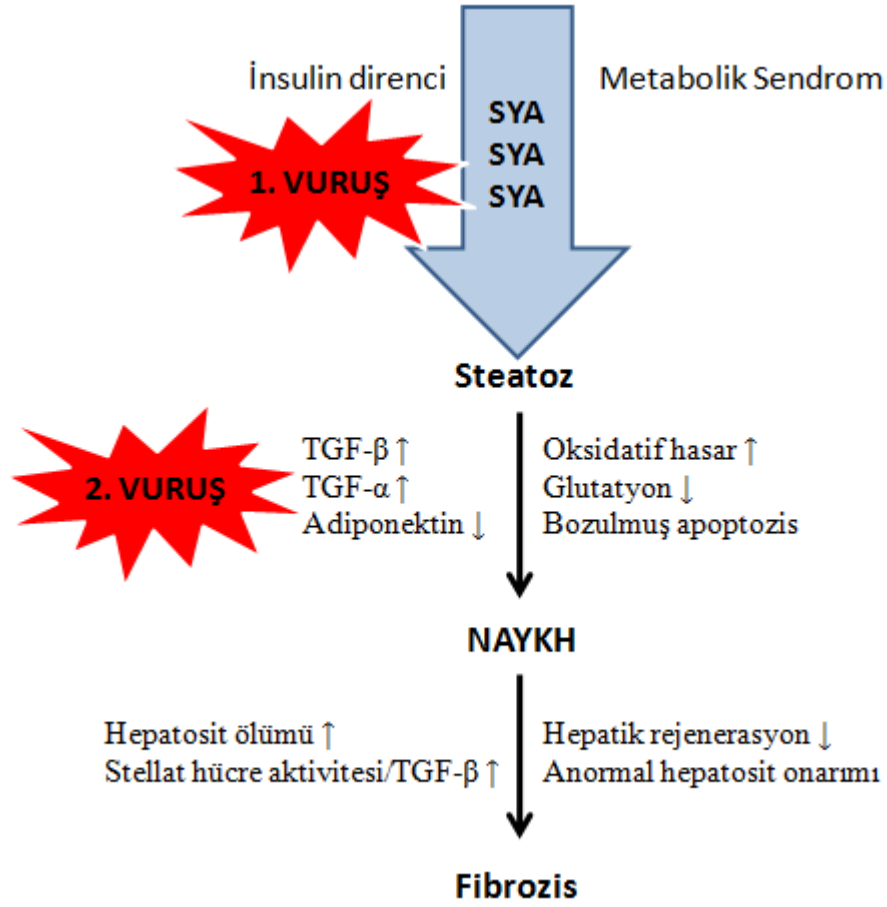 İnsulin direnci
Metabolik Sendrom
SYA
SYA
SYA
1. VURUŞ
Steatoz
2. VURUŞ
TGF-β ↑
TGF-α ↑
Adiponektin ↓
Oksidatif hasar ↑
Glutatyon ↓
Bozulmuş apoptozis
NAYKH
Hepatosit ölümü ↑
Stellat hücre aktivitesi/TGF-β ↑
Hepatik rejenerasyon ↓
Anormal hepatosit onarımı
Fibrozis